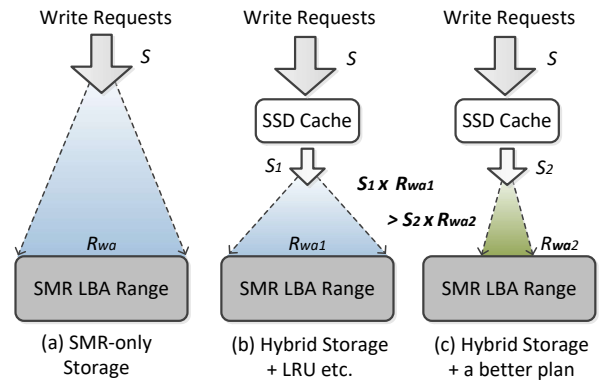 Write Requests
S
Rwa
SMR LBA Range
(a) SMR-only
Storage
Write Requests
S
SSD Cache
S1
Rwa1
SMR LBA Range
(b) Hybrid Storage
+ LRU etc.
S1 x Rwa1
> S2 x Rwa2
Write Requests
S
SSD Cache
S2
Rwa2
SMR LBA Range
(c) Hybrid Storage
+ a better plan